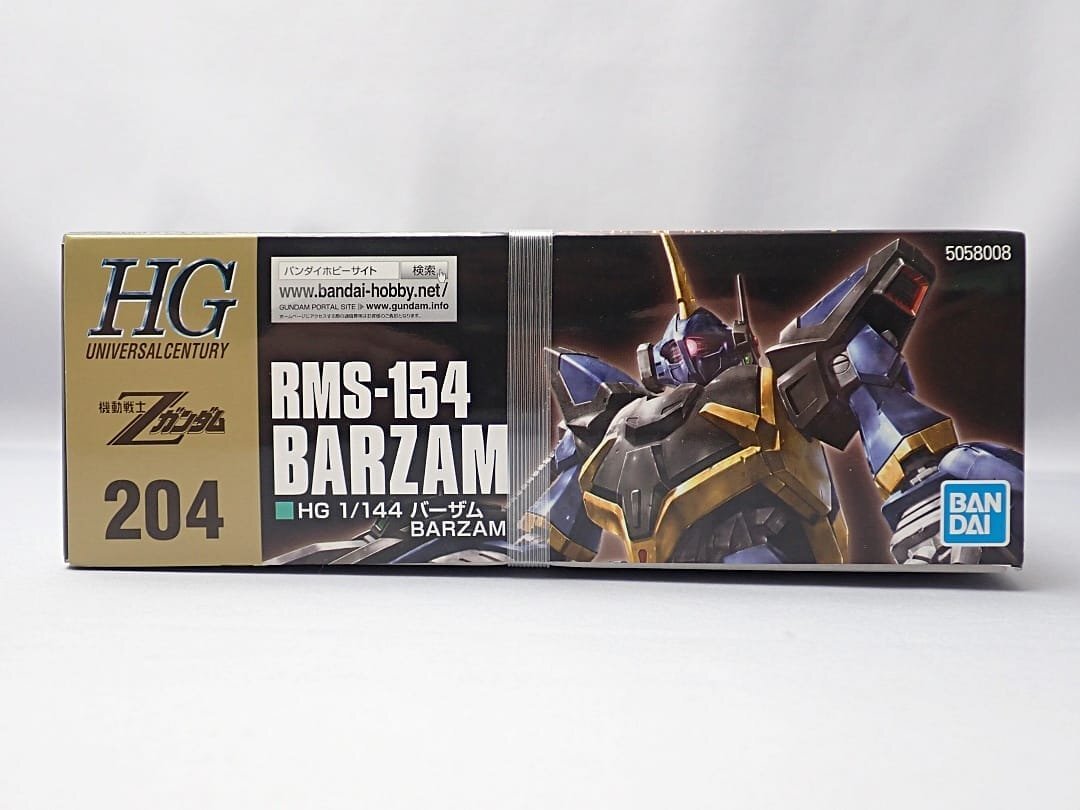 HG
UNIVERSAL CENTURY
機動戦士
Zガンダム
204
バンダイホビーサイト 検索
www.bandai-hobby.net/
GUNDAM PORTAL SITE www.gundam.info
RMS-154
BARZAM
HG 1/144 バーザム
BARZAM
5058008
BAN
DAI